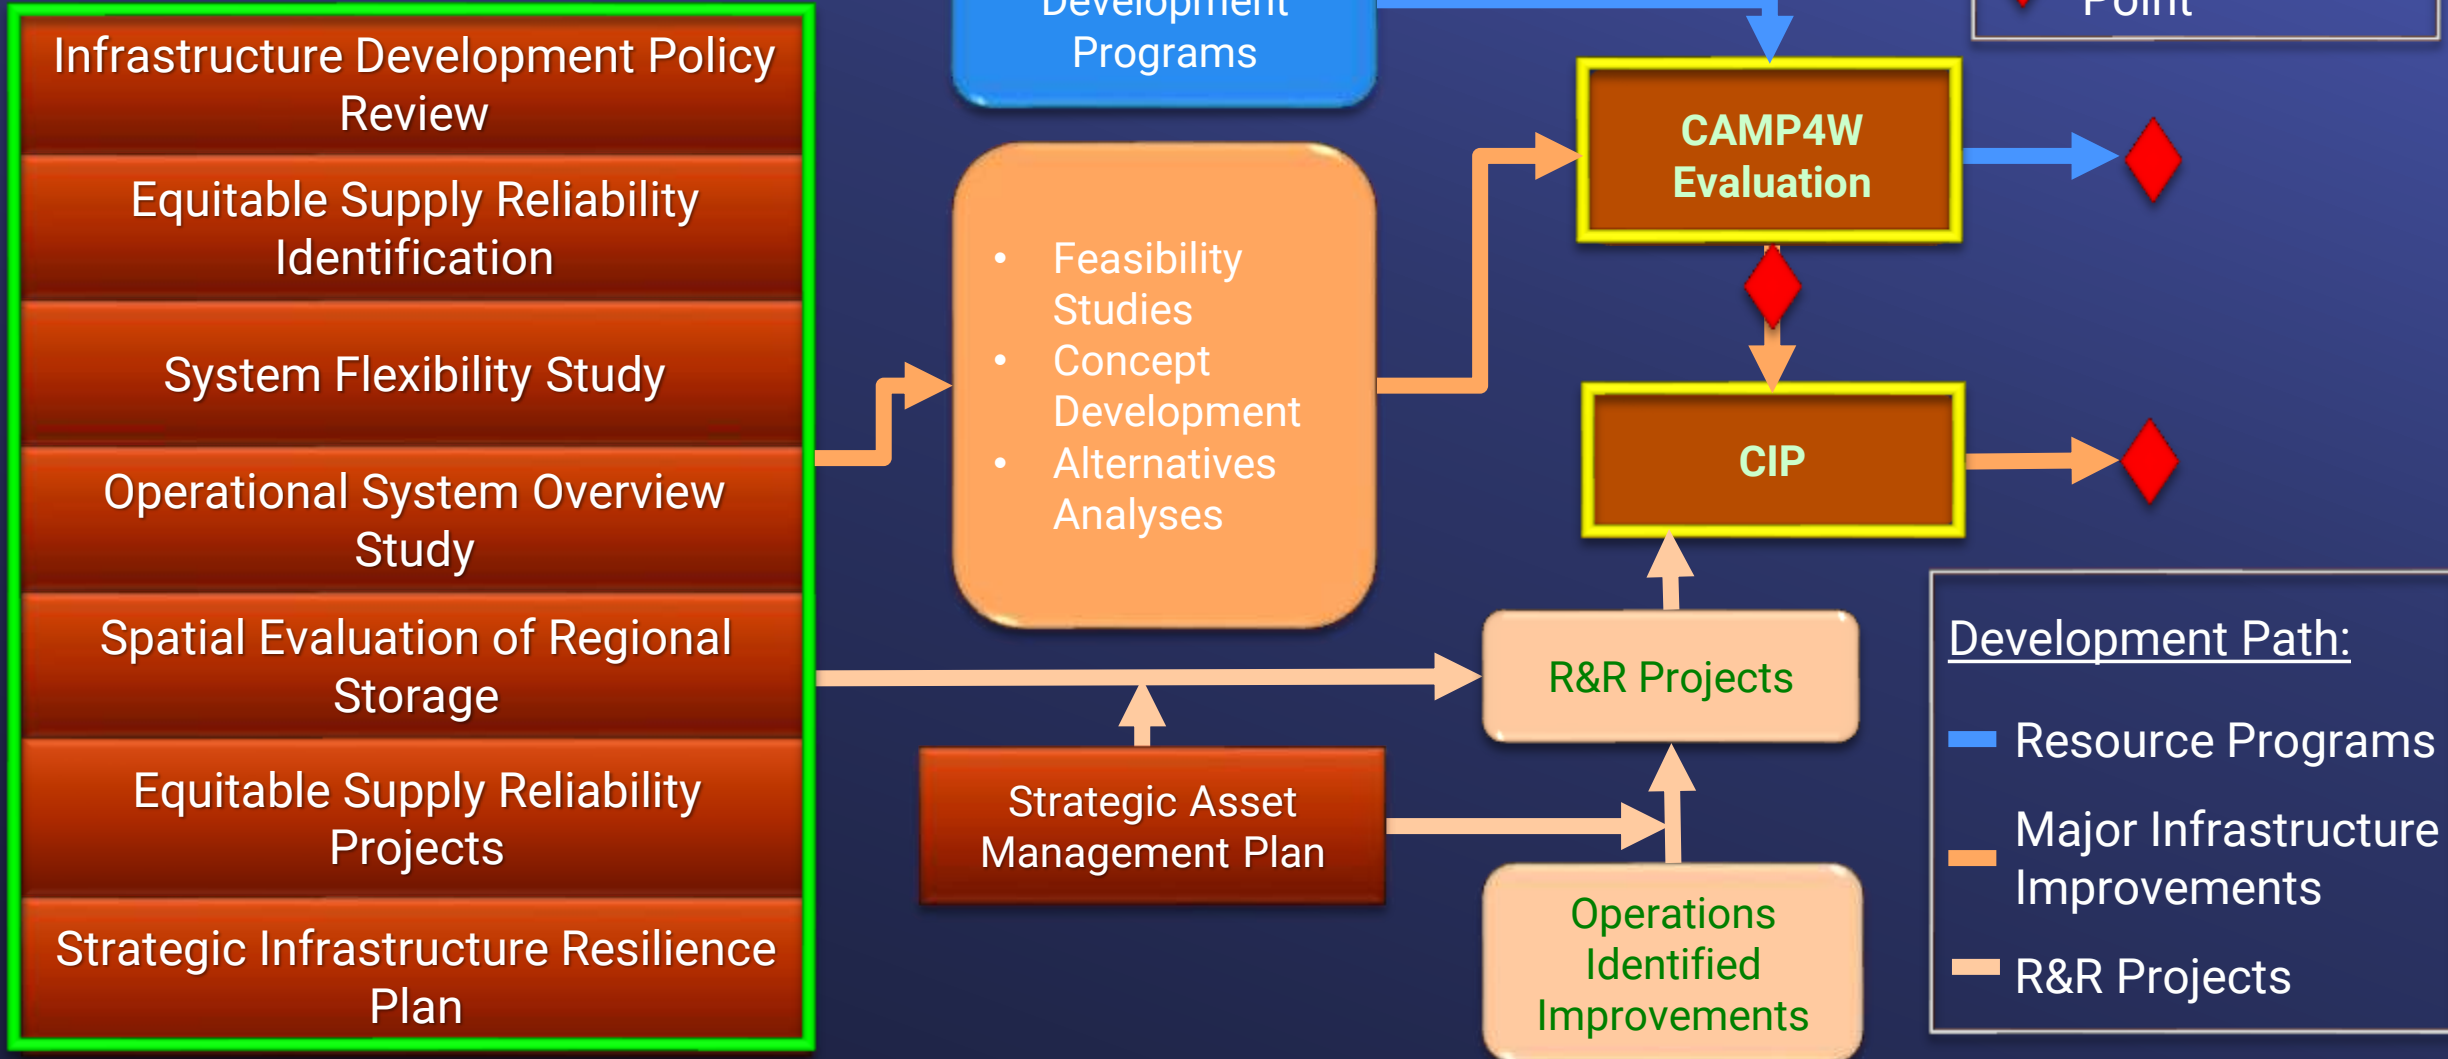 Infrastructure Development Policy
Review
Equitable Supply Reliability
Identification
System Flexibility Study
Operational System Overview
Study
Spatial Evaluation of Regional
Storage
Equitable Supply Reliability
Projects
Strategic Infrastructure Resilience
Plan
Development
Programs
• Feasibility
Studies
• Concept
Development
• Alternatives
Analyses
Strategic Asset
Management Plan
Point
CAMP4W
Evaluation
CIP
R&R Projects
Operations
Identified
Improvements
Development Path:
Resource Programs
Major Infrastructure
Improvements
R&R Projects